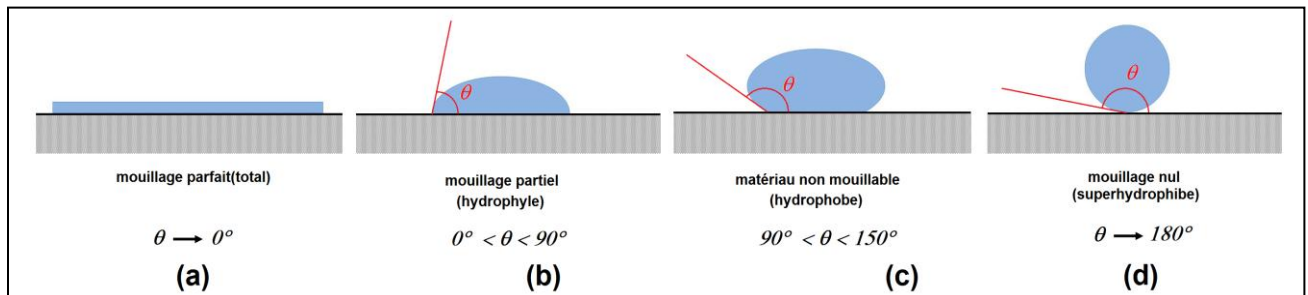 θ
θ
θ
θ
mouillage parfait(total)
θ → 0°
(a)
mouillage partiel
(hydrophyle)
0° < θ < 90°
(b)
matériau non mouillable
(hydrophobe)
90° < θ < 150°
(c)
mouillage nul
(superhydrophibe)
θ → 180°
(d)